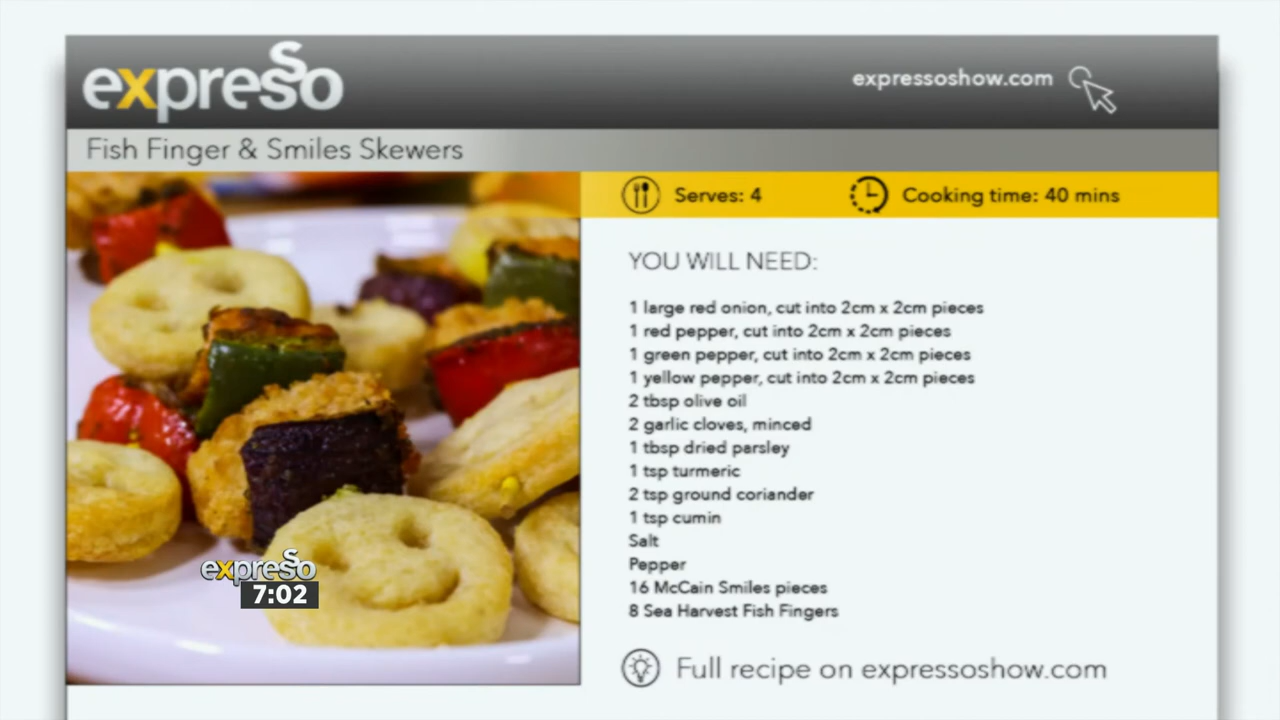 expresso
expressoshow.com
Fish Finger & Smiles Skewers
Serves: 4
Cooking time: 40 mins
YOU WILL NEED:
1 large red onion, cut into 2cm x 2cm pieces
1 red pepper, cut into 2cm x 2cm pieces
1 green pepper, cut into 2cm x 2cm pieces
1 yellow pepper, cut into 2cm x 2cm pieces
2 tbsp olive oil
2 garlic cloves, minced
1 tbsp dried parsley
1 tsp turmeric
2 tsp ground coriander
1 tsp cumin
Salt
Pepper
16 McCain Smiles pieces
8 Sea Harvest Fish Fingers
expresso
7:02
Full recipe on expressoshow.com